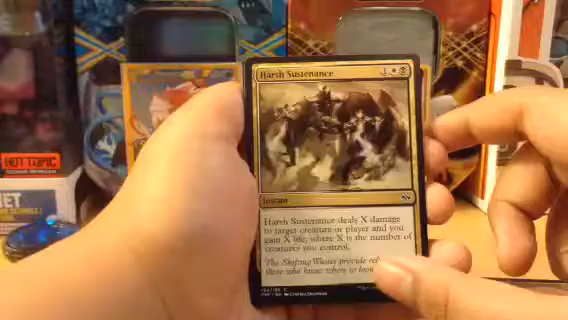 Harsh Sustenance
Instant
Harsh Sustenance deals X damage
to target creature or player and you
gain X life, where X is the number of
creatures you control.
The Shifting Wastes provide
those who know where to look
HOT TOPIC